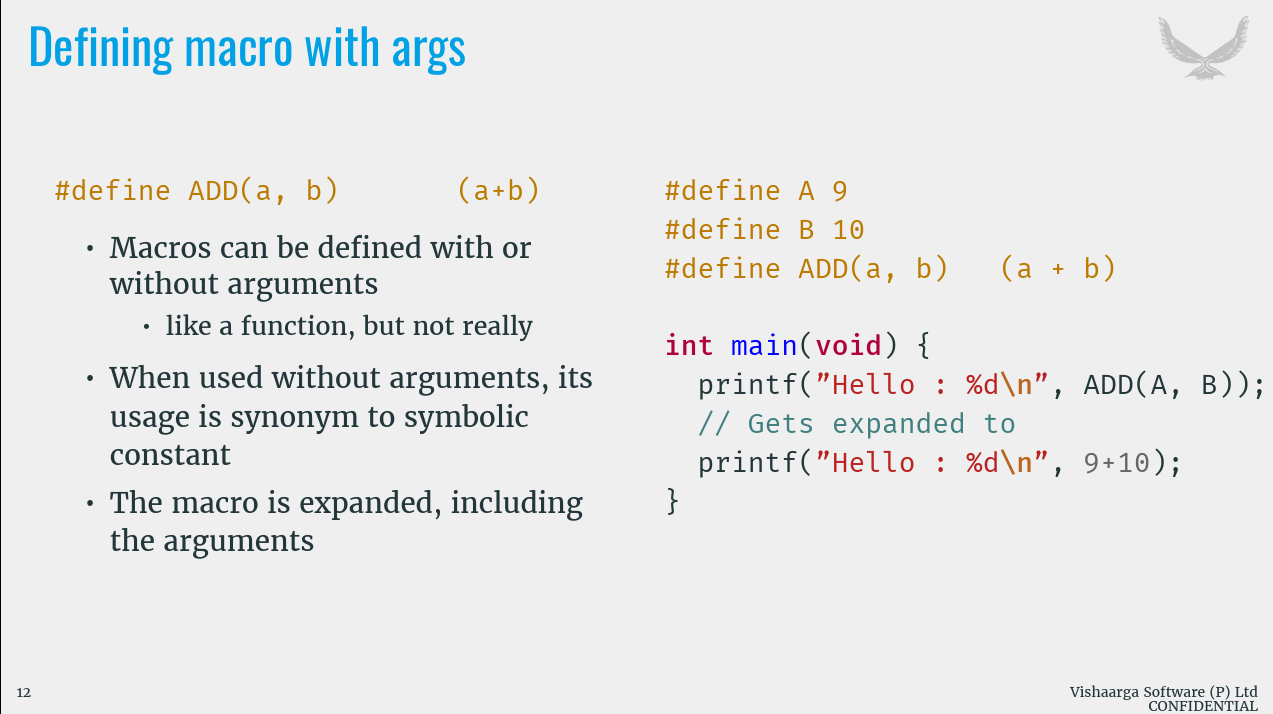 Defining macro with args
#define ADD(a, b)       (a+b)
• Macros can be defined with or
without arguments
• like a function, but not really
• When used without arguments, its
usage is synonym to symbolic
constant
• The macro is expanded, including
the arguments
#define A 9
#define B 10
#define ADD(a, b)   (a + b)
int main(void) {
  printf(”Hello : %d\n”, ADD(A, B));
  // Gets expanded to
  printf(”Hello : %d\n”, 9+10);
}
12
Vishaarga Software (P) Ltd
CONFIDENTIAL